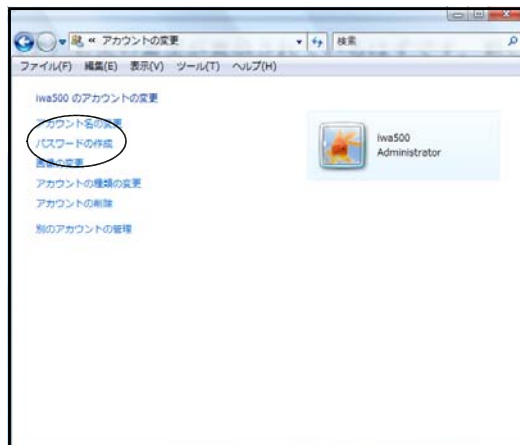 « アカウントの変更
検索
ファイル(F) 編集(E) 表示(V) ツール(T) ヘルプ(H)
iwa500 のアカウントの変更
アカウント名の変更
パスワードの作成
画像の変更
アカウントの種類の変更
アカウントの削除
別のアカウントの管理
iwa500
Administrator